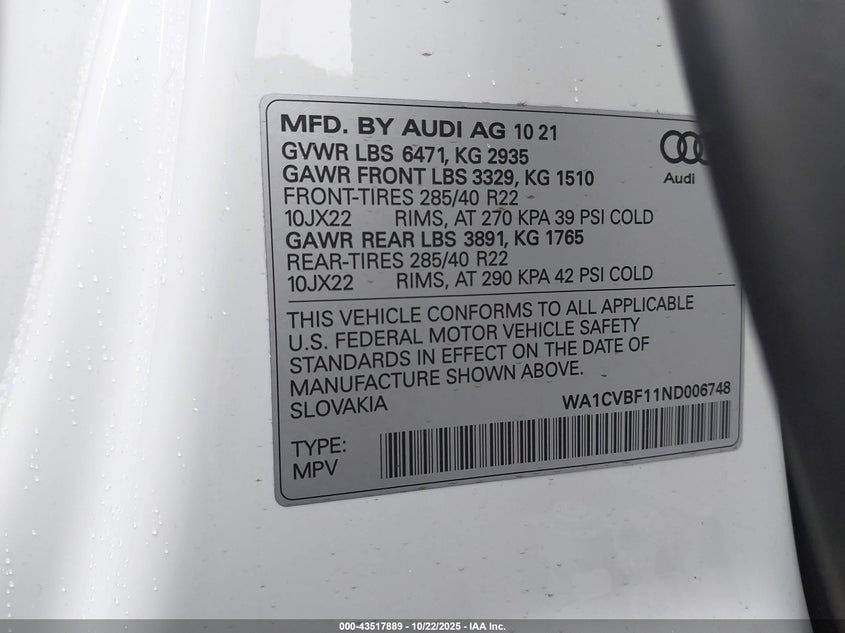 MFD. BY AUDI AG 10 21
GVWR LBS 6471, KG 2935
GAWR FRONT LBS 3329, KG 1510
FRONT-TIRES 285/40 R22
10JX22 RIMS, AT 270 KPA 39 PSI COLD
GAWR REAR LBS 3891, KG 1765
REAR-TIRES 285/40 R22
10JX22 RIMS, AT 290 KPA 42 PSI COLD
Audi
THIS VEHICLE CONFORMS TO ALL APPLICABLE
U.S. FEDERAL MOTOR VEHICLE SAFETY
STANDARDS IN EFFECT ON THE DATE OF
MANUFACTURE SHOWN ABOVE.
SLOVAKIA WA1CVBF11ND006748
TYPE:
MPV
000-43517889 - 10/22/2025 - IAA Inc.